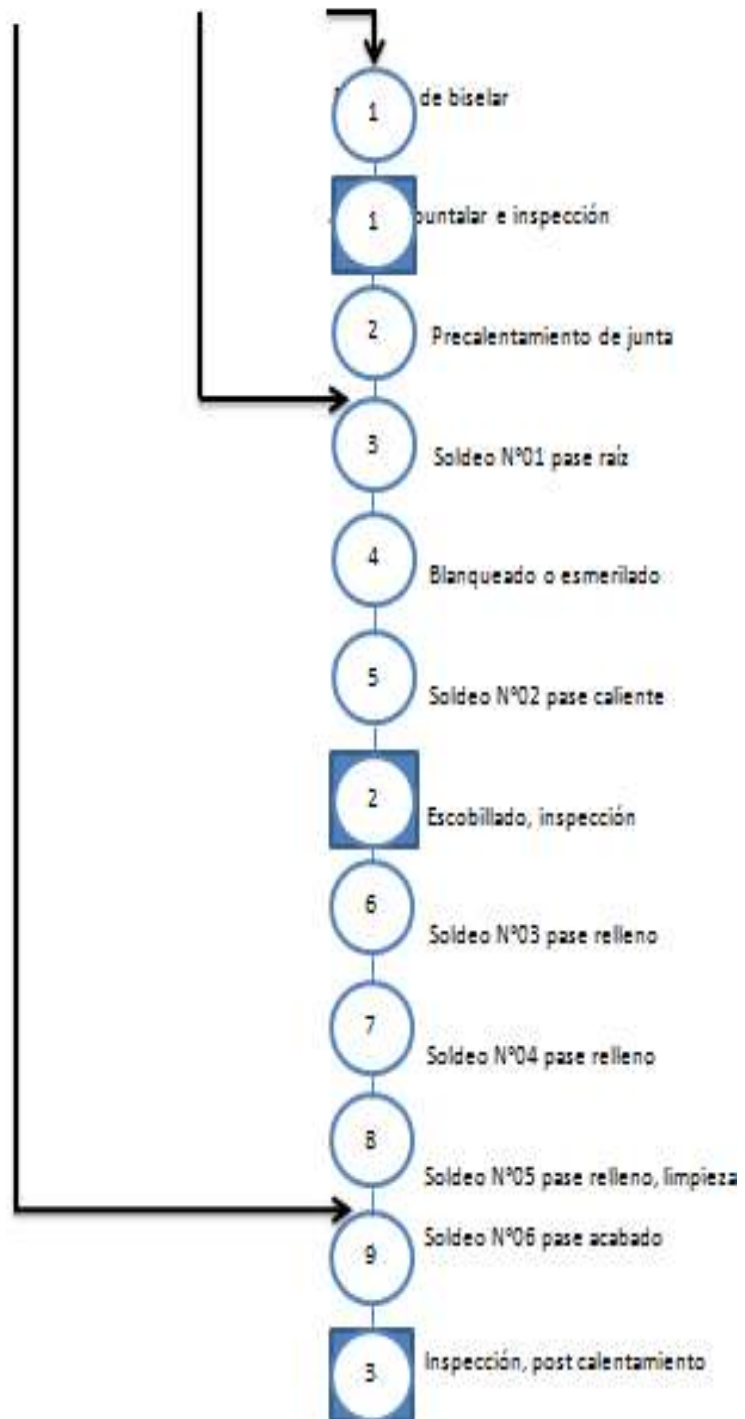 1
de biselar
1
apuntalar e inspección
2
Precalentamiento de junta
3
Soldeo N°01 pase raíz
4
Blanqueado o esmerilado
5
Soldeo N°02 pase caliente
2
Escobillado, inspección
6
Soldeo N°03 pase relleno
7
Soldeo N°04 pase relleno
8
Soldeo N°05 pase relleno, limpieza
9
Soldeo N°06 pase acabado
3
Inspección, post calentamiento